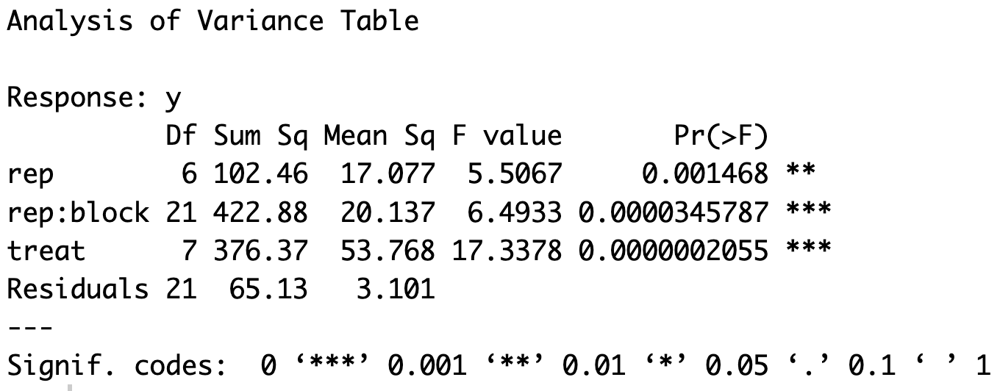 Analysis of Variance Table
Response: y
Df Sum Sq Mean Sq F value Pr(>F)
rep 6 102.46 17.077 5.5067 0.001468 **
rep:block 21 422.88 20.137 6.4933 0.0000345787 ***
treat 7 376.37 53.768 17.3378 0.0000002055 ***
Residuals 21 65.13 3.101
---
Signif. codes: 0 ‘***’ 0.001 ‘**’ 0.01 ‘*’ 0.05 ‘.’ 0.1 ‘ ’ 1